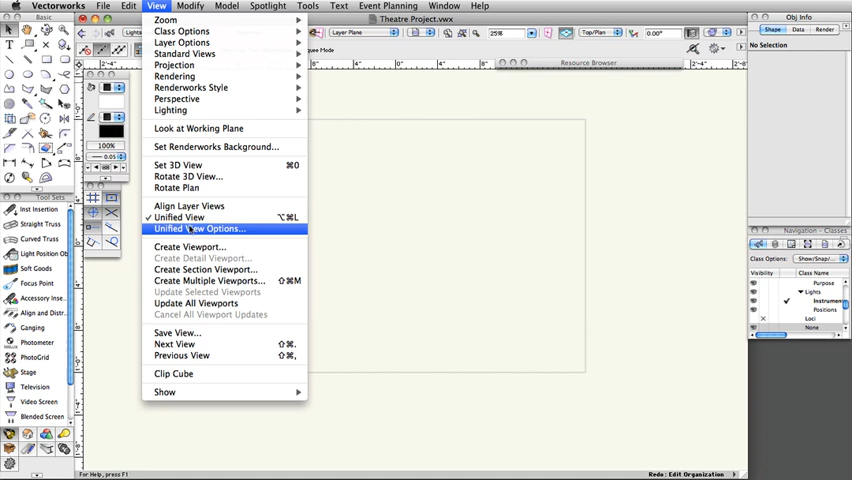 Vectorworks File Edit View Modify Model Spotlight Tools Text Event Planning Window Help
Theatre Project.vwx
Layer Plane
25%
Top/Plan
0.00°
Resource Browser
2'-4"
8'
4'
Zoom
Class Options
Layer Options
Standard Views
Projection
Rendering
Renderworks Style
Perspective
Lighting
Look at Working Plane
Set Renderworks Background...
Set 3D View ⌘0
Rotate 3D View...
Rotate Plan
Align Layer Views
✓ Unified View ⌥⌘L
Unified View Options...
Create Viewport...
Create Detail Viewport...
Create Section Viewport...
Create Multiple Viewports... ⇧⌘M
Update Selected Viewports
Update All Viewports
Cancel All Viewport Updates
Save View...
Next View ⇧⌘.
Previous View ⇧⌘,
Clip Cube
Show
100%
0.05
Tool Sets
Inst Insertion
Straight Truss
Curved Truss
Light Position Ob
Soft Goods
Focus Point
Accessory Inse...
Align and Distr...
Ganging
Photometer
PhotoGrid
Stage
Television
Video Screen
Blended Screen
Obj Info
Shape Data Render
No Selection
Navigation - Classes
Class Options: Show/Snap/...
Visibility Class Name
Purpose
Lights
Instrumen
Positions
Loci
None
For Help, press F1
Redo: Edit Organization